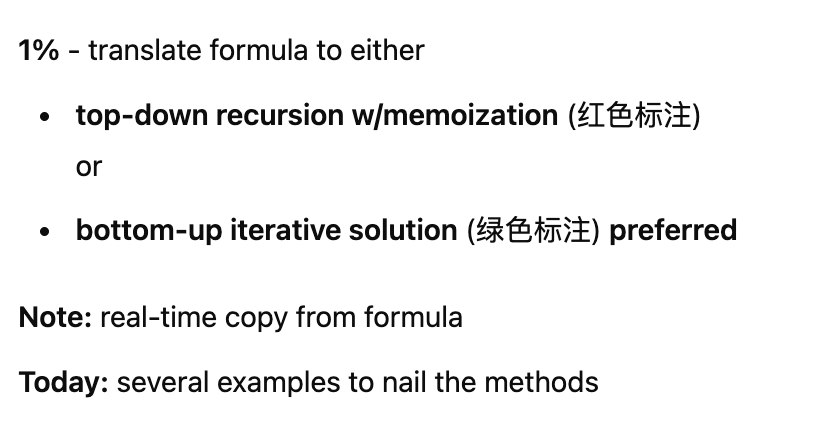 1% - translate formula to either
• top-down recursion w/memoization (红色标注)
or
• bottom-up iterative solution (绿色标注) preferred
Note: real-time copy from formula
Today: several examples to nail the methods